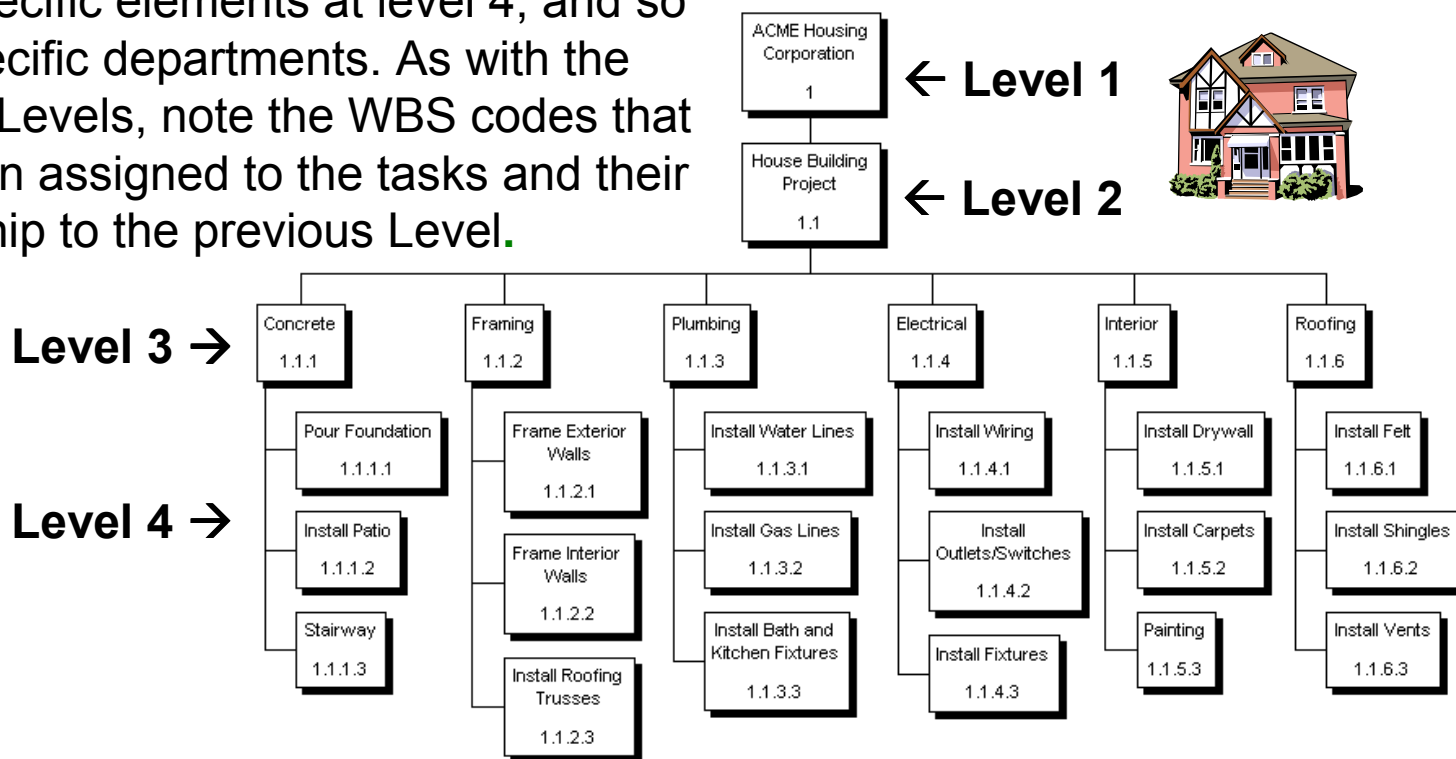 ecific elements at level 4, and so
ecific departments. As with the
Levels, note the WBS codes that
n assigned to the tasks and their
hip to the previous Level.
ACME Housing
Corporation
1
← Level 1
House Building
Project
1.1
← Level 2
Level 3 →
Concrete
1.1.1
Framing
1.1.2
Plumbing
1.1.3
Electrical
1.1.4
Interior
1.1.5
Roofing
1.1.6
Level 4 →
Pour Foundation
1.1.1.1
Install Patio
1.1.1.2
Stairway
1.1.1.3
Frame Exterior
Walls
1.1.2.1
Frame Interior
Walls
1.1.2.2
Install Roofing
Trusses
1.1.2.3
Install Water Lines
1.1.3.1
Install Gas Lines
1.1.3.2
Install Bath and
Kitchen Fixtures
1.1.3.3
Install Wiring
1.1.4.1
Install
Outlets/Switches
1.1.4.2
Install Fixtures
1.1.4.3
Install Drywall
1.1.5.1
Install Carpets
1.1.5.2
Painting
1.1.5.3
Install Felt
1.1.6.1
Install Shingles
1.1.6.2
Install Vents
1.1.6.3